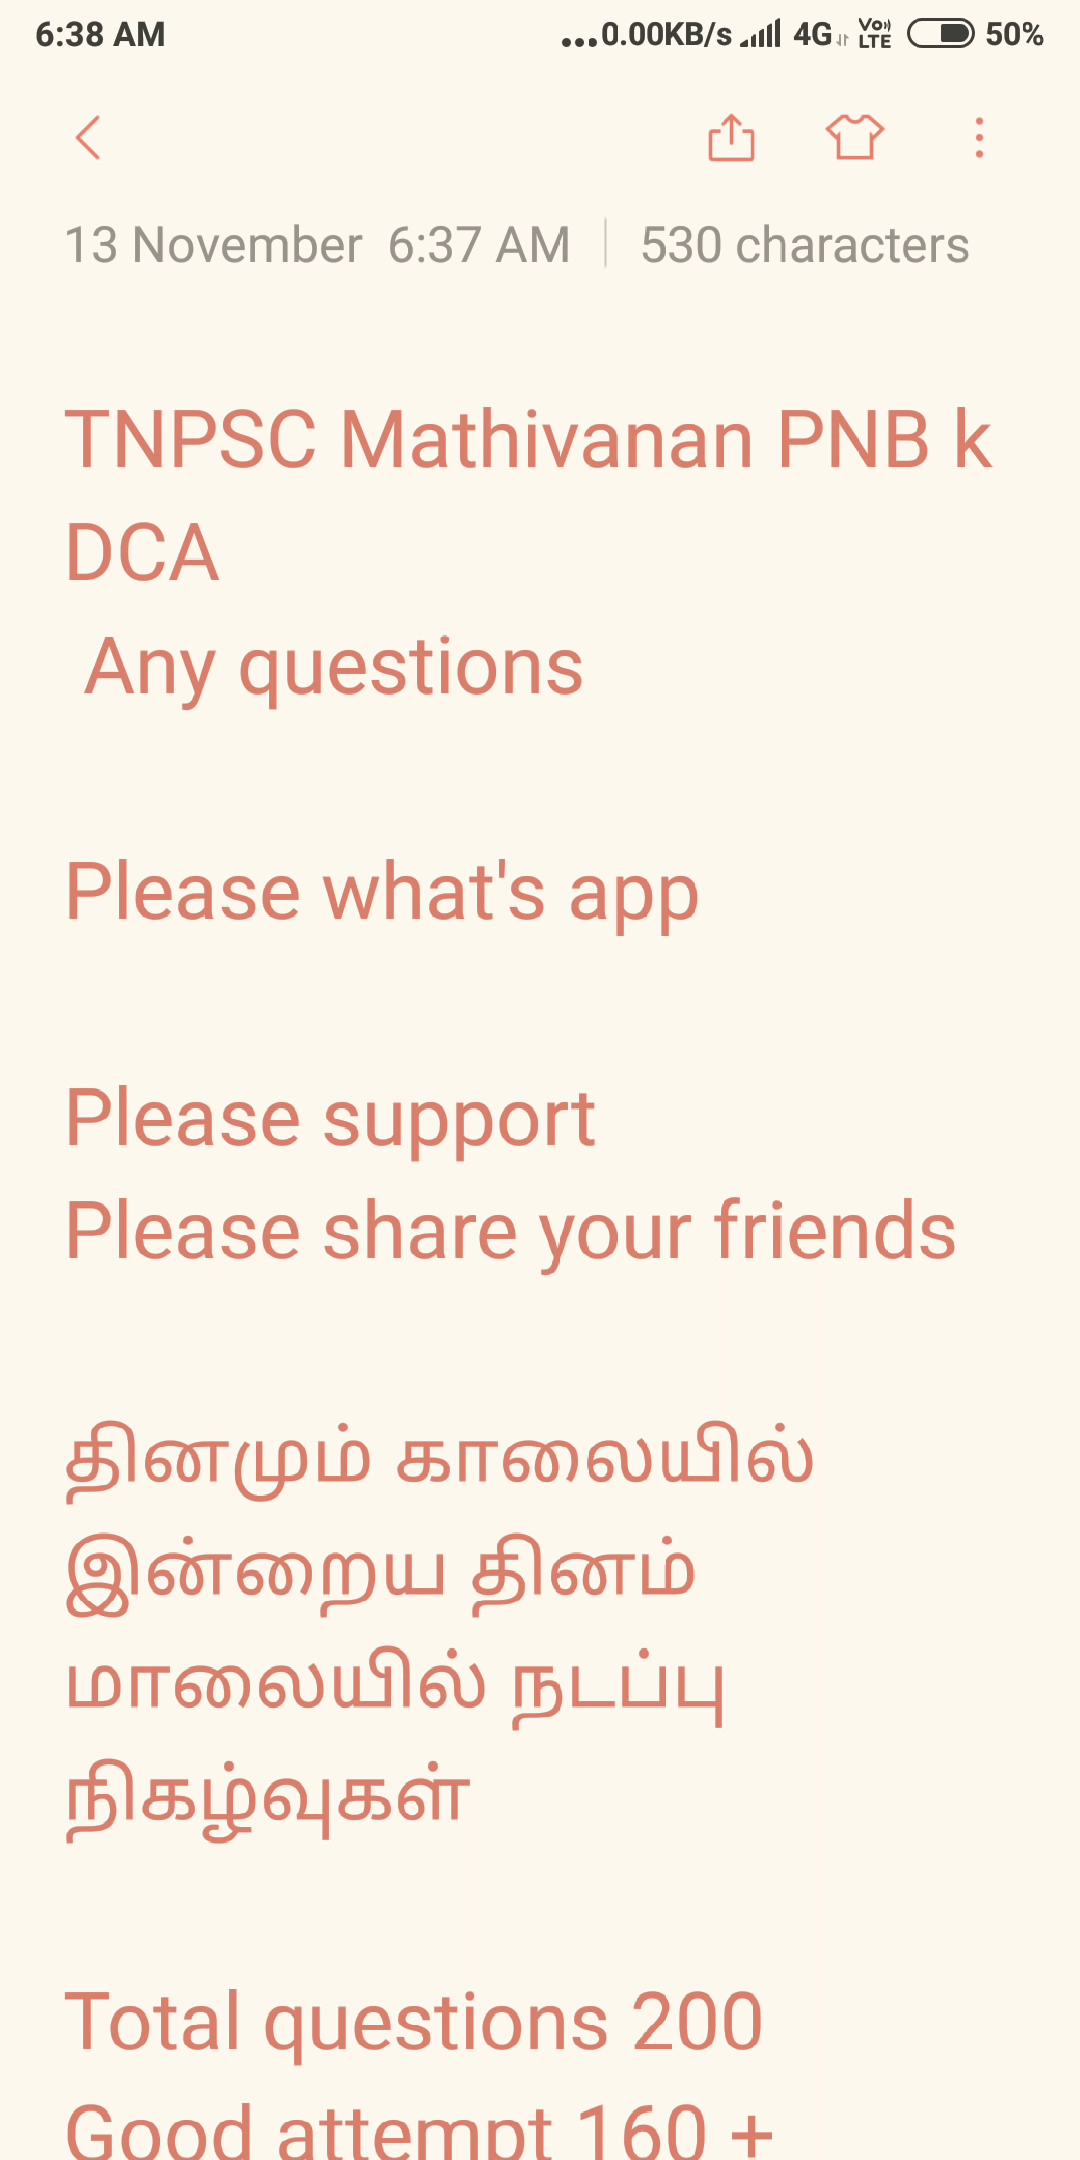 6:38 AM ...0.00KB/s 4G VoLTE 50%
13 November 6:37 AM | 530 characters
TNPSC Mathivanan PNB k
DCA
Any questions
Please what's app
Please support
Please share your friends
தினமும் காலையில்
இன்றைய தினம்
மாலையில் நடப்பு
நிகழ்வுகள்
Total questions 200
Good attempt 160 +